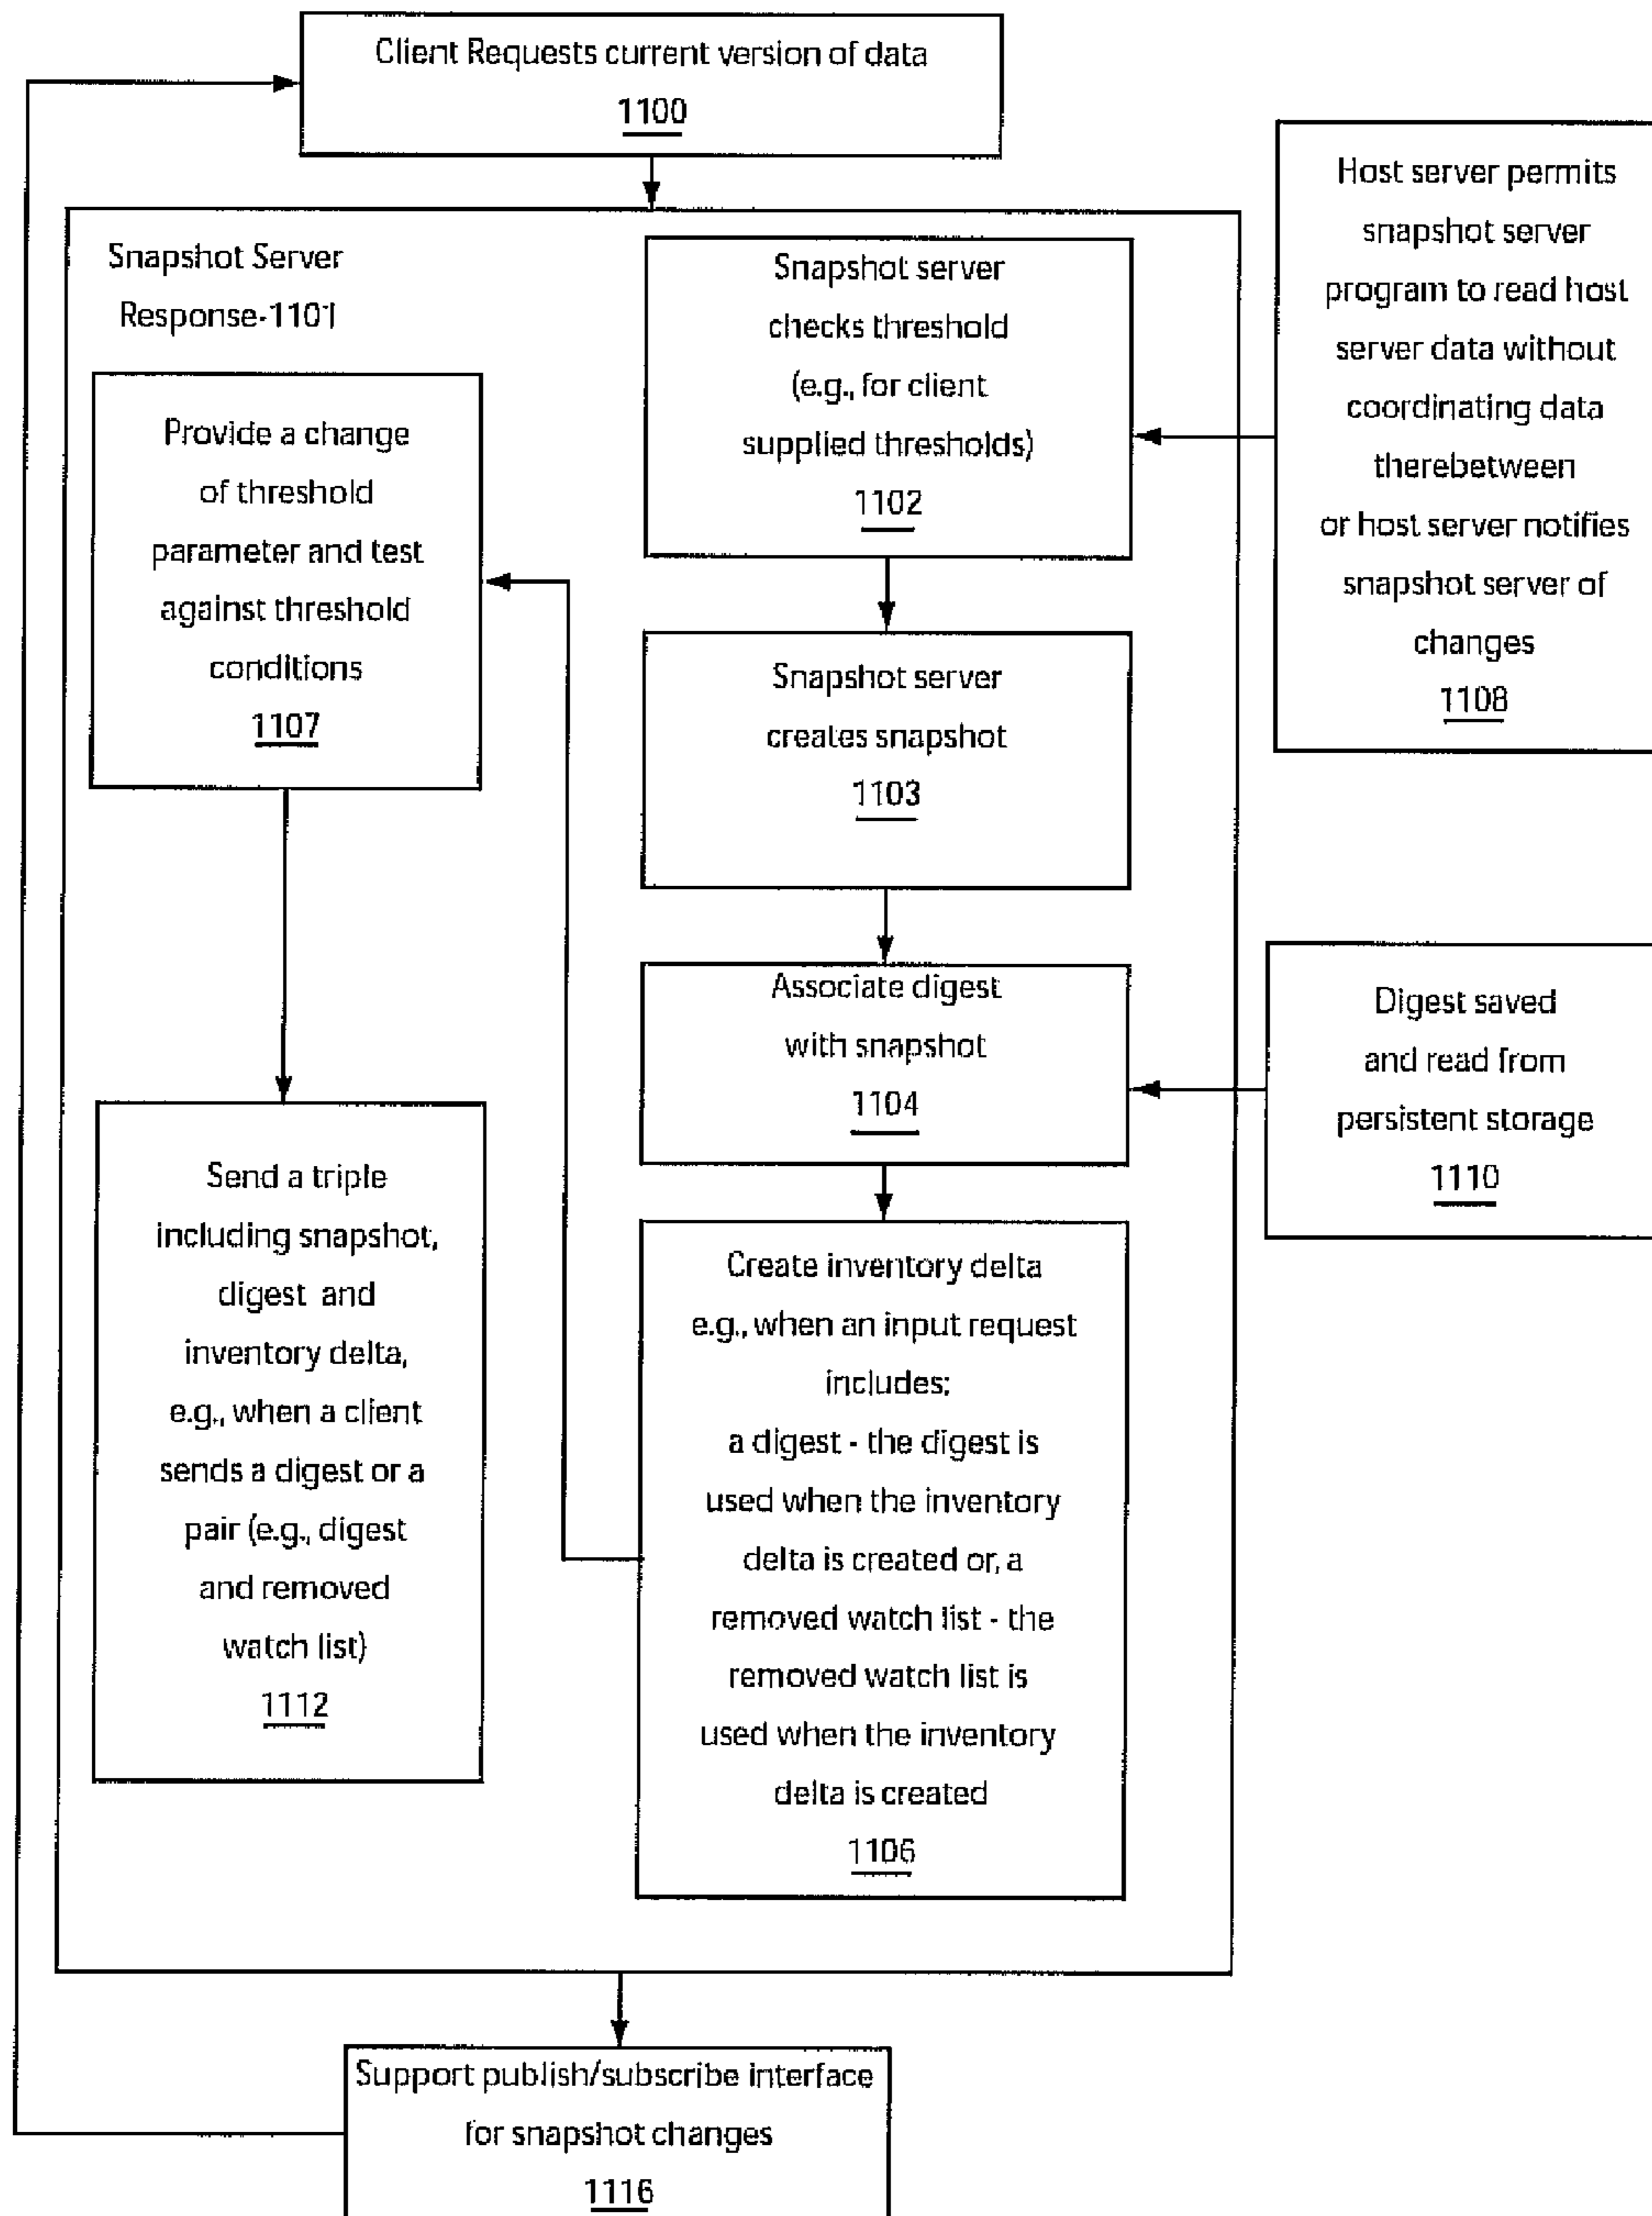 Client Requests current version of data
1100
Snapshot Server
Response-1101
Snapshot server
checks threshold
(e.g., for client
supplied thresholds)
1102
Host server permits
snapshot server
program to read host
server data without
coordinating data
therebetween
or host server notifies
snapshot server of
changes
1108
Provide a change
of threshold
parameter and test
against threshold
conditions
1107
Snapshot server
creates snapshot
1103
Associate digest
with snapshot
1104
Digest saved
and read from
persistent storage
1110
Send a triple
including snapshot,
digest and
inventory delta,
e.g., when a client
sends a digest or a
pair (e.g., digest
and removed
watch list)
1112
Create inventory delta
e.g., when an input request
includes:
a digest - the digest is
used when the inventory
delta is created or, a
removed watch list - the
removed watch list is
used when the inventory
delta is created
1106
Support publish/subscribe interface
for snapshot changes
1116